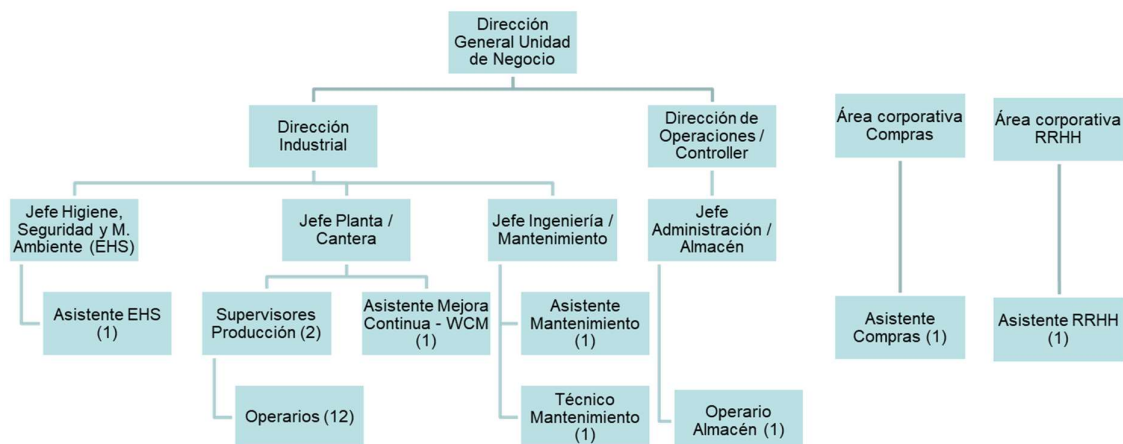 Dirección
General Unidad
de Negocio
Dirección
Industrial
Dirección de
Operaciones /
Controller
Área corporativa
Compras
Área corporativa
RRHH
Jefe Higiene,
Seguridad y M.
Ambiente (EHS)
Jefe Planta /
Cantera
Jefe Ingeniería /
Mantenimiento
Jefe
Administración /
Almacén
Asistente EHS
(1)
Supervisores
Producción (2)
Asistente Mejora
Continua - WCM
(1)
Asistente
Mantenimiento
(1)
Asistente
Compras (1)
Asistente RRHH
(1)
Operarios (12)
Técnico
Mantenimiento
(1)
Operario
Almacén (1)